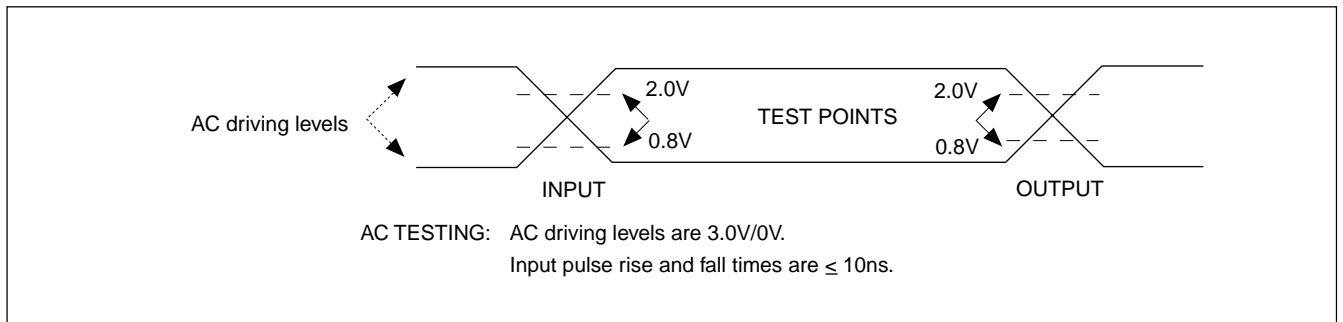 2.0V
2.0V
AC driving levels
TEST POINTS
0.8V
0.8V
INPUT
OUTPUT
AC TESTING: AC driving levels are 3.0V/0V.
Input pulse rise and fall times are ≤ 10ns.